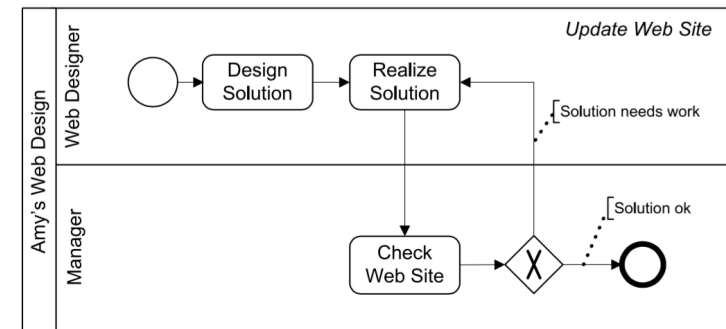 Update Web Site
Amy's Web Design
Web Designer
Design
Solution
Realize
Solution
Solution needs work
Manager
Check
Web Site
X
Solution ok